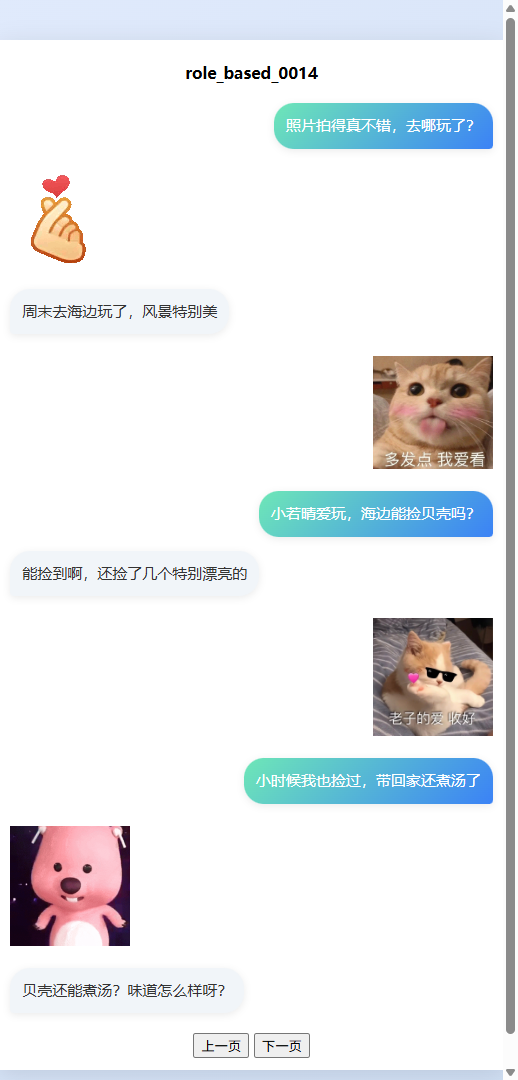 role_based_0014
照片拍得真不错，去哪玩了？
周末去海边玩了，风景特别美
多发点 我爱看
小若晴爱玩，海边能捡贝壳吗？
能捡到啊，还捡了几个特别漂亮的
老子的爱 收好
小时候我也捡过，带回家还煮汤了
贝壳还能煮汤？味道怎么样呀？
上一页 下一页